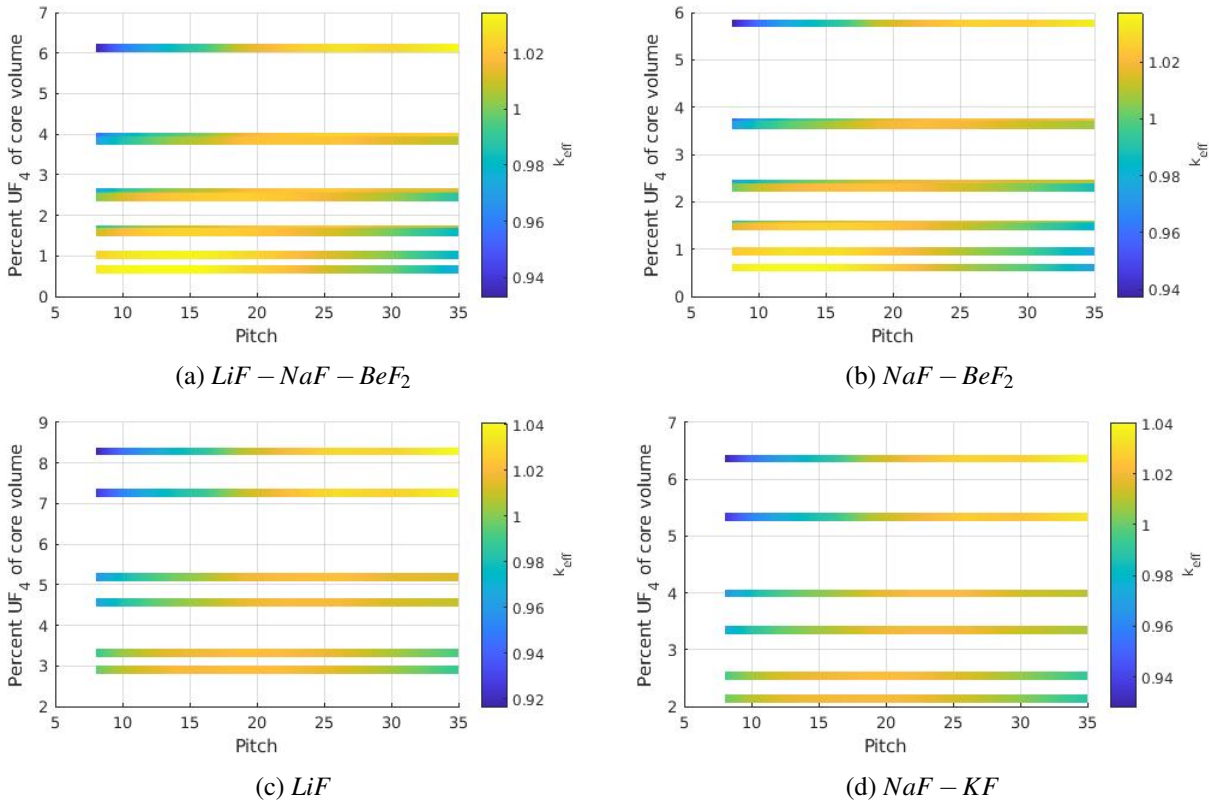 7
6
5
4
3
2
1
0
Percent UF4 of core volume
5 10 15 20 25 30 35
Pitch
1.02
1
0.98
0.96
0.94
keff
(a) LiF − NaF − BeF2
6
5
4
3
2
1
0
Percent UF4 of core volume
5 10 15 20 25 30 35
Pitch
1.02
1
0.98
0.96
0.94
keff
(b) NaF − BeF2
9
8
7
6
5
4
3
2
Percent UF4 of core volume
5 10 15 20 25 30 35
Pitch
1.04
1.02
1
0.98
0.96
0.94
0.92
keff
(c) LiF
7
6
5
4
3
2
Percent UF4 of core volume
5 10 15 20 25 30 35
Pitch
1.04
1.02
1
0.98
0.96
0.94
keff
(d) NaF − KF